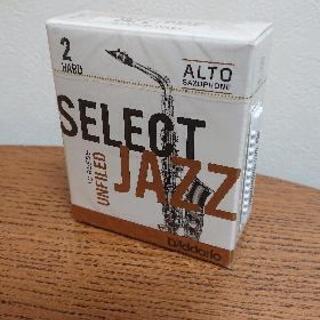 2
HARD
ALTO
SAXOPHONE
SELECT
JAZZ
UNFILED
D'Addario